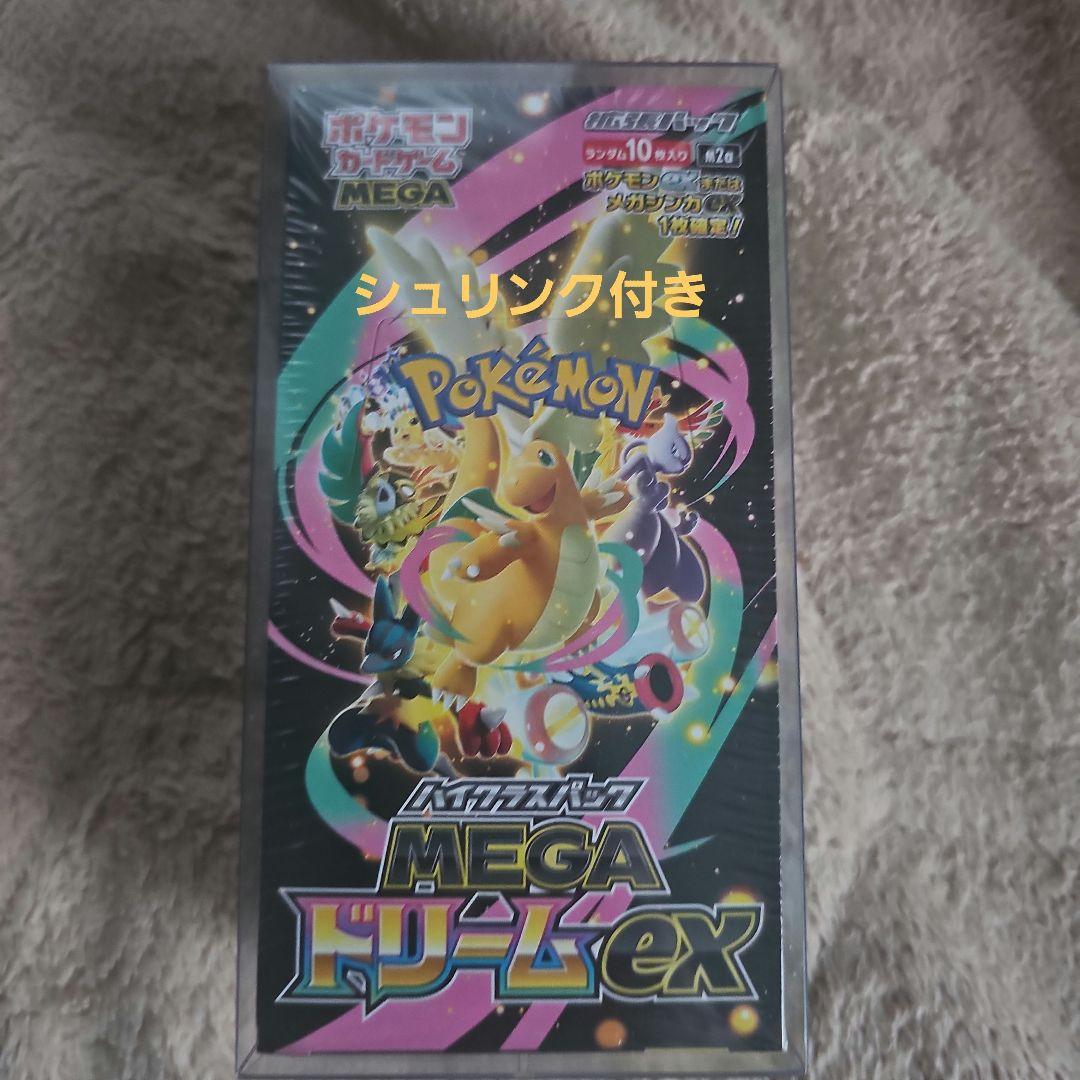 ポケモン
カードゲーム
MEGA
拡張パック
ランダム10枚入り
ポケモンexまたは
メガシンカex
1枚確定!
シュリンク付き
POKÉMON
ハイクラスパック
MEGA
ドリームex